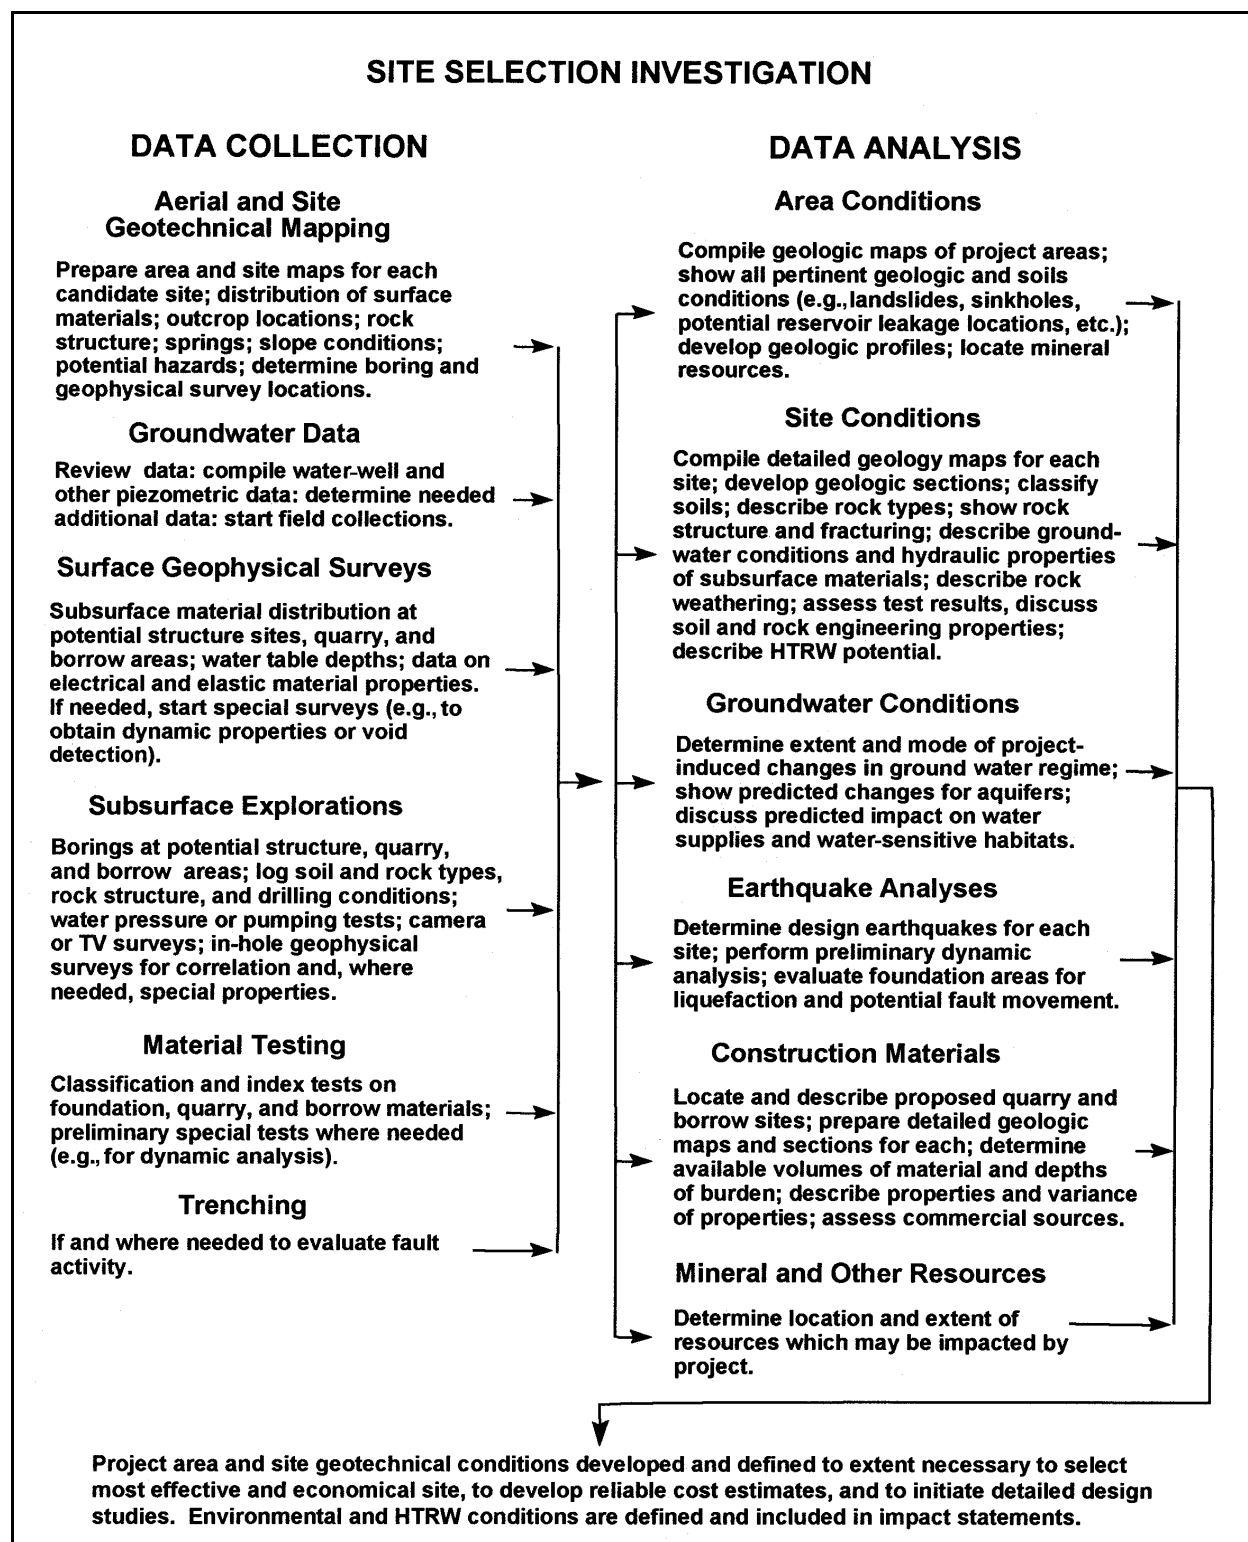 SITE SELECTION INVESTIGATION
DATA COLLECTION
Aerial and Site
Geotechnical Mapping
Prepare area and site maps for each
candidate site; distribution of surface
materials; outcrop locations; rock
structure; springs; slope conditions;
potential hazards; determine boring and
geophysical survey locations.
Groundwater Data
Review data: compile water-well and
other piezometric data: determine needed
additional data: start field collections.
Surface Geophysical Surveys
Subsurface material distribution at
potential structure sites, quarry, and
borrow areas; water table depths; data on
electrical and elastic material properties.
If needed, start special surveys (e.g., to
obtain dynamic properties or void
detection).
Subsurface Explorations
Borings at potential structure, quarry,
and borrow areas; log soil and rock types,
rock structure, and drilling conditions;
water pressure or pumping tests; camera
or TV surveys; in-hole geophysical
surveys for correlation and, where
needed, special properties.
Material Testing
Classification and index tests on
foundation, quarry, and borrow materials;
preliminary special tests where needed
(e.g., for dynamic analysis).
Trenching
If and where needed to evaluate fault
activity.
DATA ANALYSIS
Area Conditions
Compile geologic maps of project areas;
show all pertinent geologic and soils
conditions (e.g., landslides, sinkholes,
potential reservoir leakage locations, etc.);
develop geologic profiles; locate mineral
resources.
Site Conditions
Compile detailed geology maps for each
site; develop geologic sections; classify
soils; describe rock types; show rock
structure and fracturing; describe ground-
water conditions and hydraulic properties
of subsurface materials; describe rock
weathering; assess test results, discuss
soil and rock engineering properties;
describe HTRW potential.
Groundwater Conditions
Determine extent and mode of project-
induced changes in ground water regime;
show predicted changes for aquifers;
discuss predicted impact on water
supplies and water-sensitive habitats.
Earthquake Analyses
Determine design earthquakes for each
site; perform preliminary dynamic
analysis; evaluate foundation areas for
liquefaction and potential fault movement.
Construction Materials
Locate and describe proposed quarry and
borrow sites; prepare detailed geologic
maps and sections for each; determine
available volumes of material and depths
of burden; describe properties and variance
of properties; assess commercial sources.
Mineral and Other Resources
Determine location and extent of
resources which may be impacted by
project.
Project area and site geotechnical conditions developed and defined to extent necessary to select
most effective and economical site, to develop reliable cost estimates, and to initiate detailed design
studies. Environmental and HTRW conditions are defined and included in impact statements.